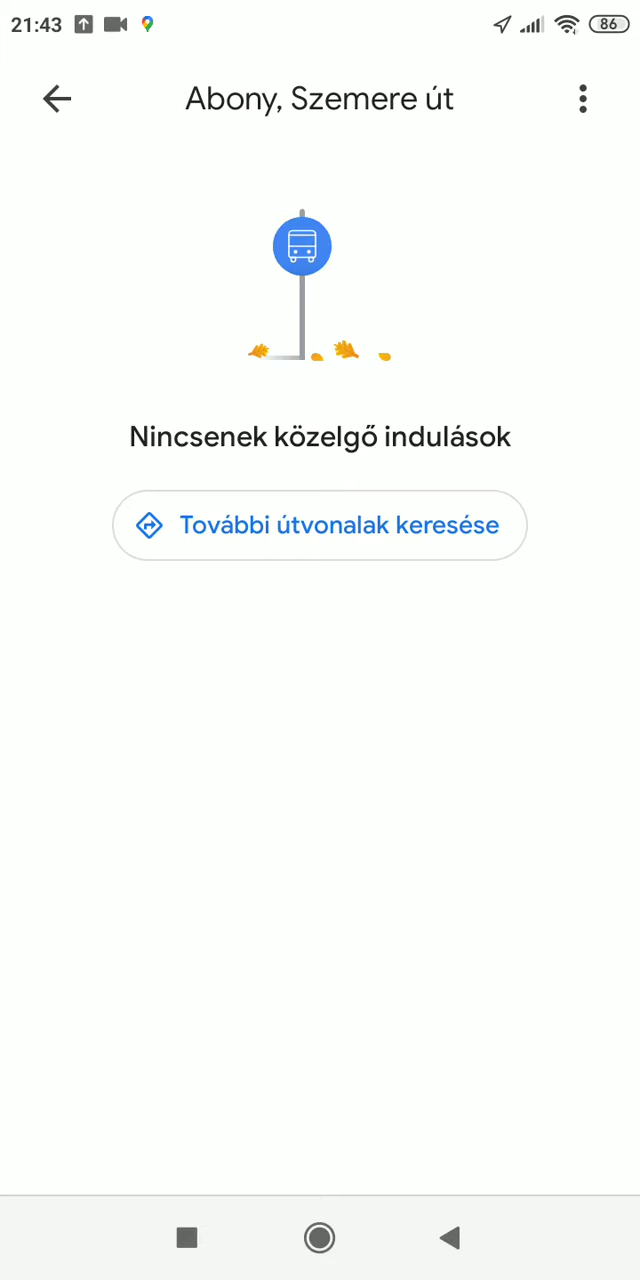 21:43
86
Abony, Szemere út
Nincsenek közelgő indulások
További útvonalak keresése